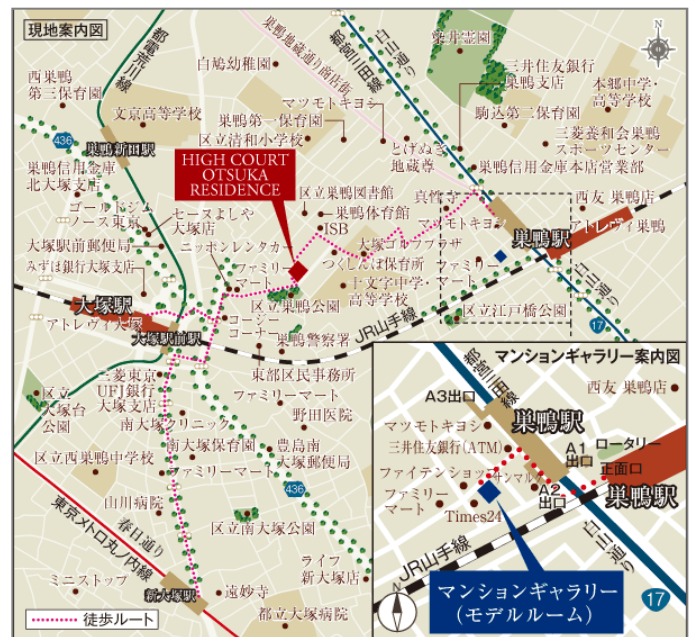 現地案内図
都電荒川線
白鳩幼稚園
巣鴨地蔵通り商店街
都営三田線
白山通り
染井霊園
三井住友銀行
巣鴨支店
本郷中学・
高等学校
西巣鴨
第三保育園
文京高等学校
マツモトキヨシ
駒込第二保育園
436
巣鴨新田駅
巣鴨第一保育園
区立清和小学校
とげぬき
地蔵尊
三菱養和会巣鴨
スポーツセンター
巣鴨信用金庫
北大塚支店
HIGH COURT
OTSUKA
RESIDENCE
巣鴨信用金庫本店営業部
区立巣鴨図書館
真性寺
西友 巣鴨店
ゴールドジム
ノース東京
セースよしや
大塚店
巣鴨体育館
ISB
マツモトキヨシ
アトレヴィ巣鴨
巣鴨駅
大塚駅前郵便局
ニッポンレンタカー
大塚ゴルフプラザ
みずほ銀行大塚支店
ファミリー
マート
つくしんぼ保育所
ファミリー
マート
十文字中学・
高等学校
大塚駅
アトレヴィ大塚
大塚駅前駅
区立巣鴨公園
コージー
コーナー
巣鴨警察署
区立江戸橋公園
白山通り
17
JR山手線
三菱東京
UFJ銀行
大塚支店
東部区民事務所
ファミリーマート
区立
大塚台
公園
南大塚クリニック
野田医院
南大塚保育園
豊島南
大塚郵便局
区立西巣鴨中学校
ファミリーマート
436
山川病院
区立南大塚公園
東京メトロ丸ノ内線
春日通り
ミニストップ
新大塚駅
遠妙寺
ライフ
新大塚店
都立大塚病院
徒歩ルート
マンションギャラリー案内図
都営三田線
A3出口
西友 巣鴨店
巣鴨駅
マツモトキヨシ
三井住友銀行(ATM)
A1
出口
ロータリー
正面口
ファイテンショップ
サンマルク
ファミリー
マート
A2
出口
巣鴨駅
Times24
白山通り
JR山手線
マンションギャラリー
(モデルルーム)
17
N
N